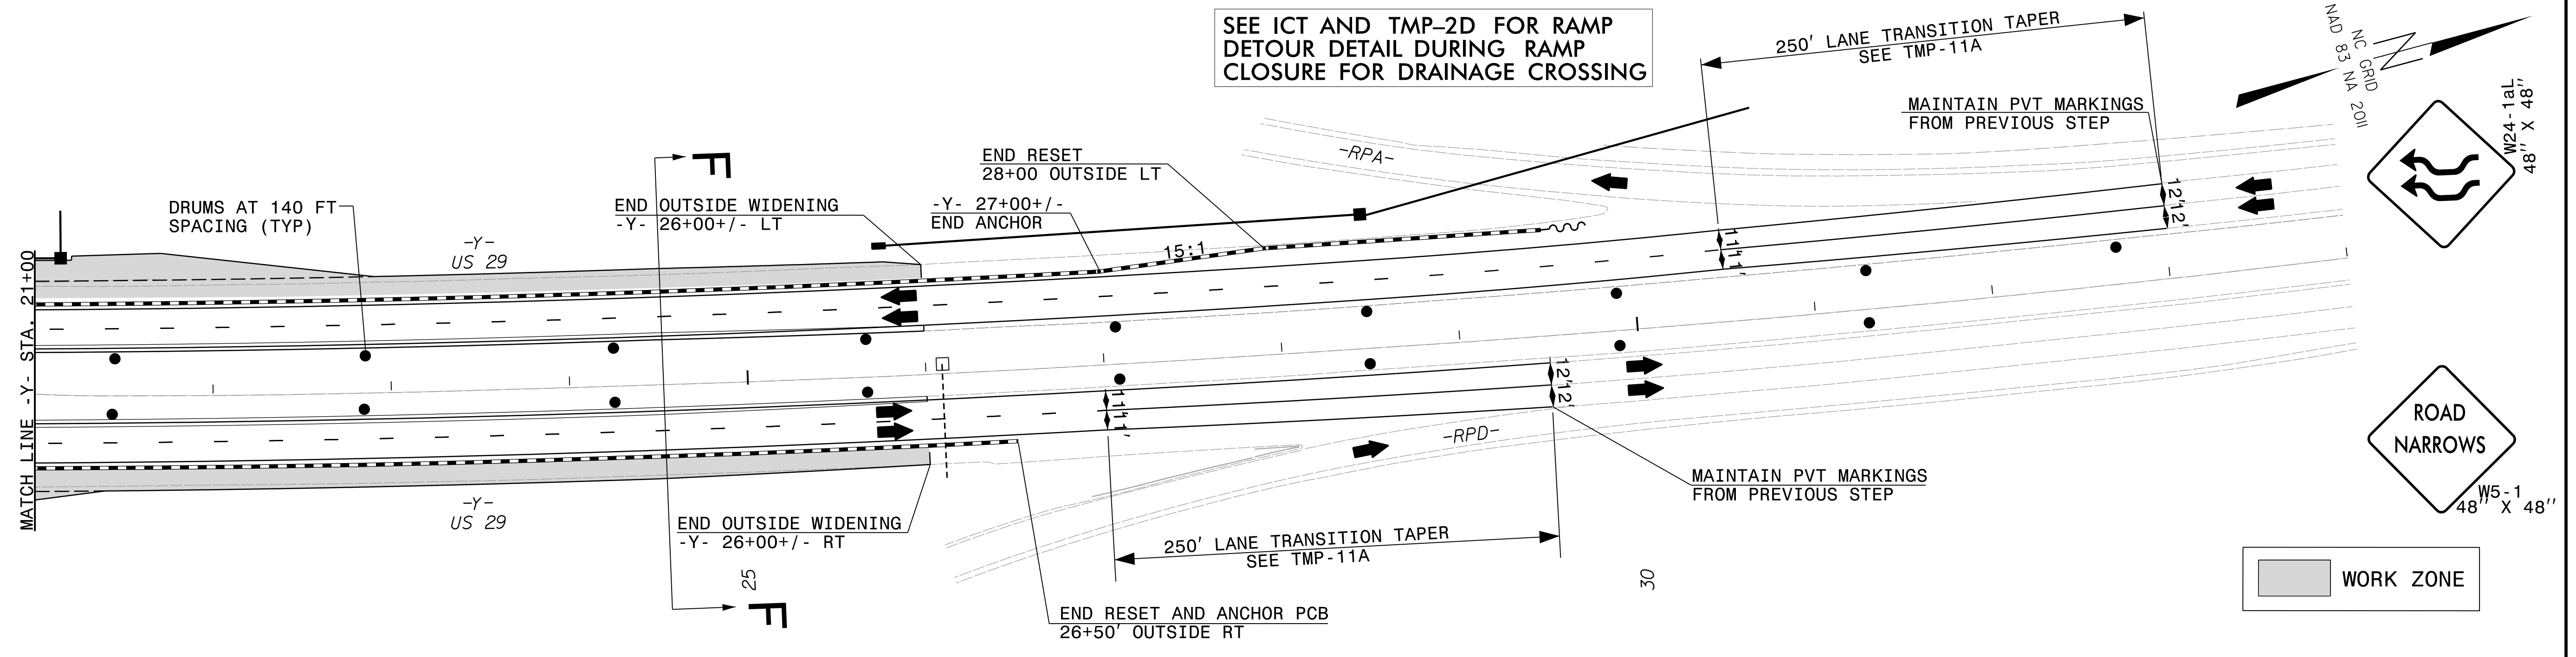 SEE ICT AND TMP-2D FOR RAMP
DETOUR DETAIL DURING RAMP
CLOSURE FOR DRAINAGE CROSSING
250' LANE TRANSITION TAPER
SEE TMP-11A
NC GRID
NAD 83 NA 2011
N
MAINTAIN PVT MARKINGS
FROM PREVIOUS STEP
W24-1aL
48" X 48"
END RESET
28+00 OUTSIDE LT
-RPA-
F
DRUMS AT 140 FT
SPACING (TYP)
END OUTSIDE WIDENING
-Y- 26+00+/- LT
-Y- 27+00+/-
END ANCHOR
-Y-
US 29
15:1
12'
12'
11'
11'
MATCH LINE -Y- STA. 21+00
12'
12'
11'
11'
-RPD-
ROAD
NARROWS
W5-1
48" X 48"
MAINTAIN PVT MARKINGS
FROM PREVIOUS STEP
-Y-
US 29
END OUTSIDE WIDENING
-Y- 26+00+/- RT
250' LANE TRANSITION TAPER
SEE TMP-11A
25
30
F
END RESET AND ANCHOR PCB
26+50' OUTSIDE RT
WORK ZONE